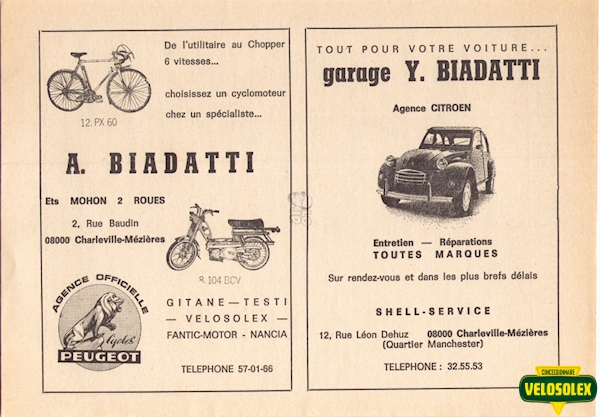 De l'utilitaire au Chopper
6 vitesses...
choisissez un cyclomoteur
chez un spécialiste...
12. PX 60
A. BIADATTI
Ets MOHON 2 ROUES
2, Rue Baudin
08000 Charleville-Mézières
R. 104 BCV
AGENCE OFFICIELLE
Cycles
PEUGEOT
GITANE — TESTI
— VELOSOLEX —
FANTIC-MOTOR - NANCIA
TELEPHONE 57-01-66
TOUT POUR VOTRE VOITURE...
garage Y. BIADATTI
Agence CITROEN
Entretien — Réparations
TOUTES MARQUES
Sur rendez-vous et dans les plus brefs délais
SHELL-SERVICE
12, Rue Léon Dehuz 08000 Charleville-Mézières
(Quartier Manchester)
TELEPHONE : 32.55.53
CONCESSIONNAIRE
VELOSOLEX